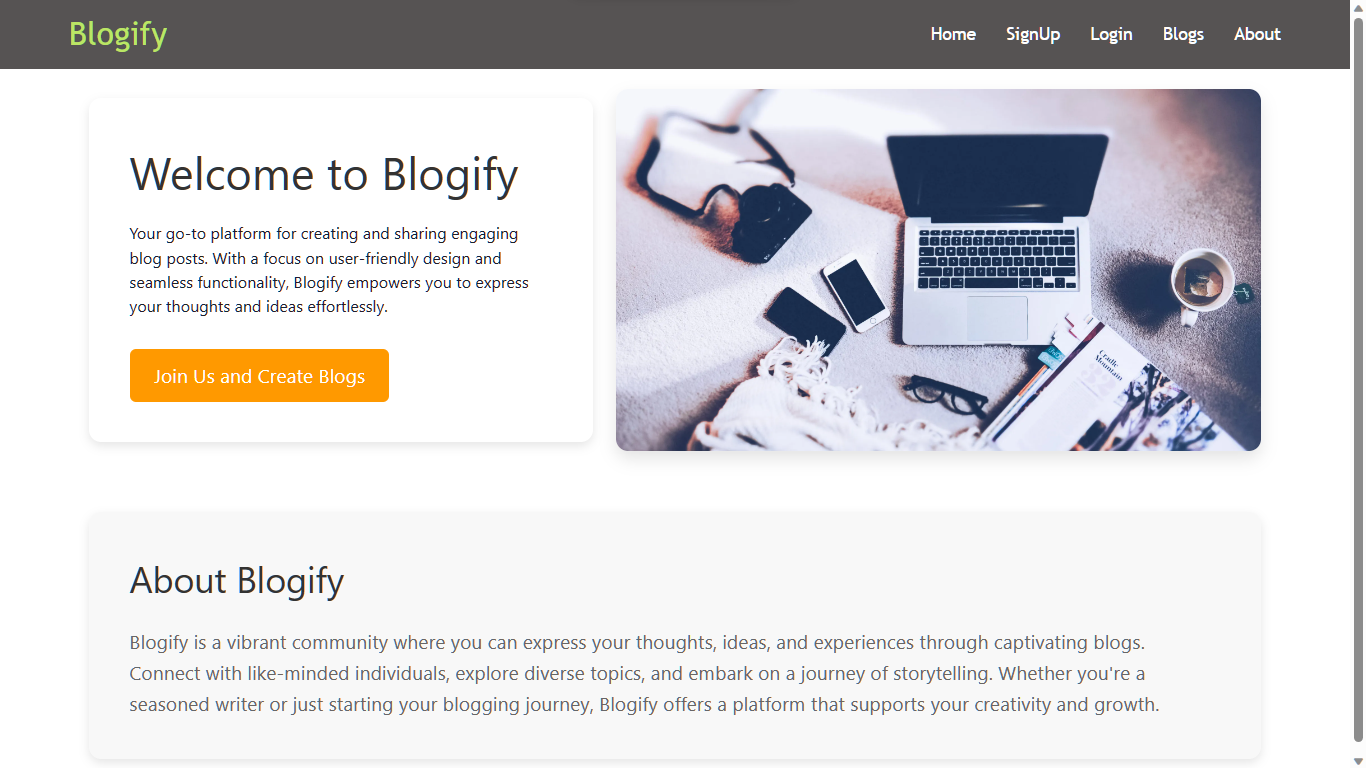 Blogify
Home SignUp Login Blogs About
Welcome to Blogify
Your go-to platform for creating and sharing engaging
blog posts. With a focus on user-friendly design and
seamless functionality, Blogify empowers you to express
your thoughts and ideas effortlessly.
Join Us and Create Blogs
Cradle
Mountain
About Blogify
Blogify is a vibrant community where you can express your thoughts, ideas, and experiences through captivating blogs.
Connect with like-minded individuals, explore diverse topics, and embark on a journey of storytelling. Whether you're a
seasoned writer or just starting your blogging journey, Blogify offers a platform that supports your creativity and growth.